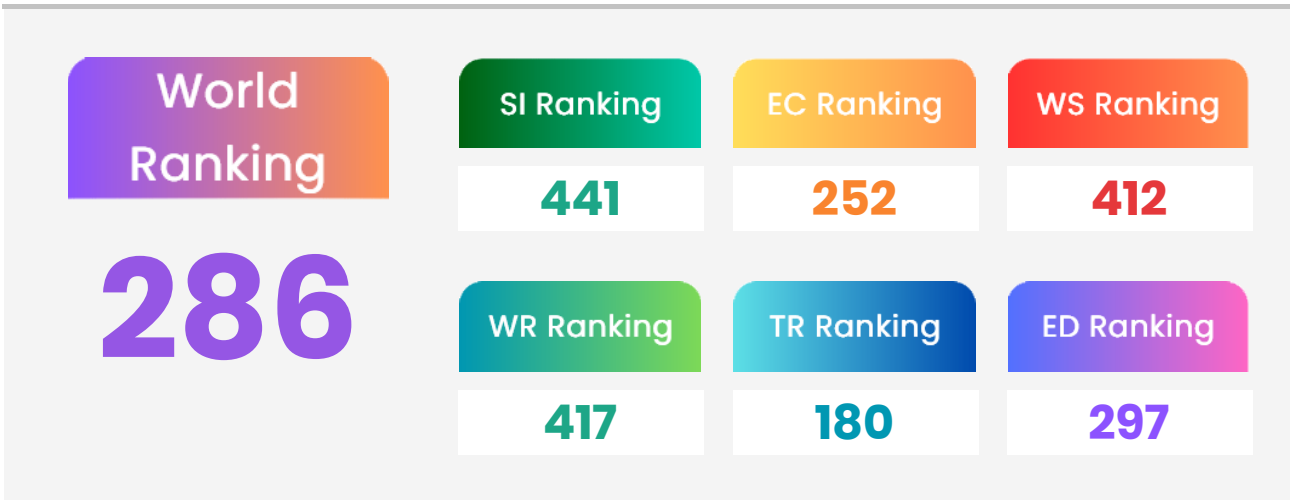 World
Ranking
286
SI Ranking
441
EC Ranking
252
WS Ranking
412
WR Ranking
417
TR Ranking
180
ED Ranking
297